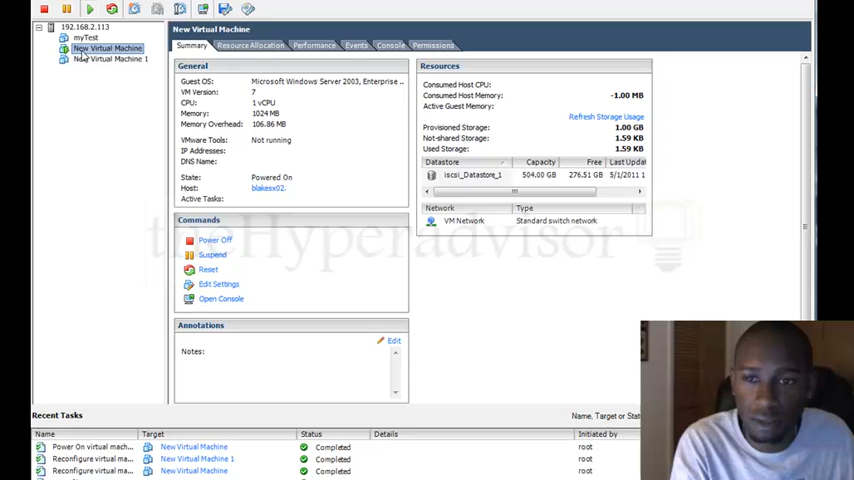 192.168.2.113
myTest
New Virtual Machine
New Virtual Machine 1
New Virtual Machine
Summary Resource Allocation Performance Events Console Permissions
General
Guest OS: Microsoft Windows Server 2003, Enterprise ..
VM Version: 7
CPU: 1 vCPU
Memory: 1024 MB
Memory Overhead: 106.86 MB
VMware Tools: Not running
IP Addresses:
DNS Name:
State: Powered On
Host: blakesx02.
Active Tasks:
Commands
Power Off
Suspend
Reset
Edit Settings
Open Console
Annotations
Edit
Notes:
Resources
Consumed Host CPU:
Consumed Host Memory: -1.00 MB
Active Guest Memory:
Refresh Storage Usage
Provisioned Storage: 1.00 GB
Not-shared Storage: 1.59 KB
Used Storage: 1.59 KB
Datastore Capacity Free Last Updat
iscsi_Datastore_1 504.00 GB 276.51 GB 5/1/2011 1
Network Type
VM Network Standard switch network
theHyperadvisor
Recent Tasks
Name, Target or Stat
Name Target Status Details Initiated by
Power On virtual mach... New Virtual Machine Completed root
Reconfigure virtual m... New Virtual Machine 1 Completed root
Reconfigure virtual m... New Virtual Machine Completed root